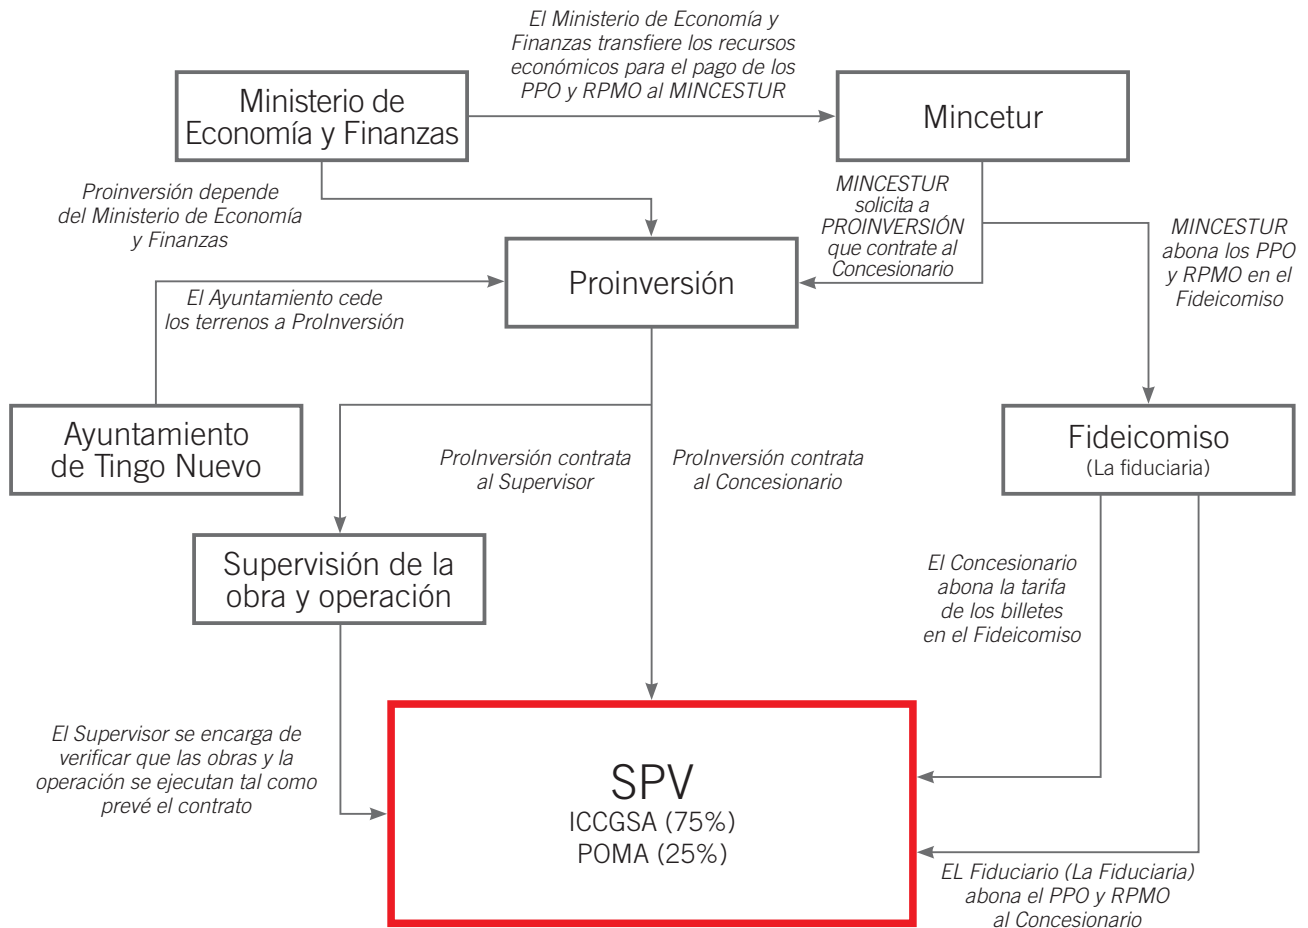 El Ministerio de Economía y
Finanzas transfiere los recursos
económicos para el pago de los
PPO y RPMO al MINCESTUR
Ministerio de
Economía y Finanzas
Mincetur
Proinversión depende
del Ministerio de Economía
y Finanzas
MINCESTUR
solicita a
PROINVERSIÓN
que contrate al
Concesionario
MINCESTUR
abona los PPO
y RPMO en el
Fideicomiso
Proinversión
El Ayuntamiento cede
los terrenos a ProInversión
Ayuntamiento
de Tingo Nuevo
Fideicomiso
(La fiduciaria)
ProInversión contrata
al Supervisor
ProInversión contrata
al Concesionario
Supervisión de la
obra y operación
El Concesionario
abona la tarifa
de los billetes
en el Fideicomiso
El Supervisor se encarga de
verificar que las obras y la
operación se ejecutan tal como
prevé el contrato
SPV
ICCGSA (75%)
POMA (25%)
EL Fiduciario (La Fiduciaria)
abona el PPO y RPMO
al Concesionario